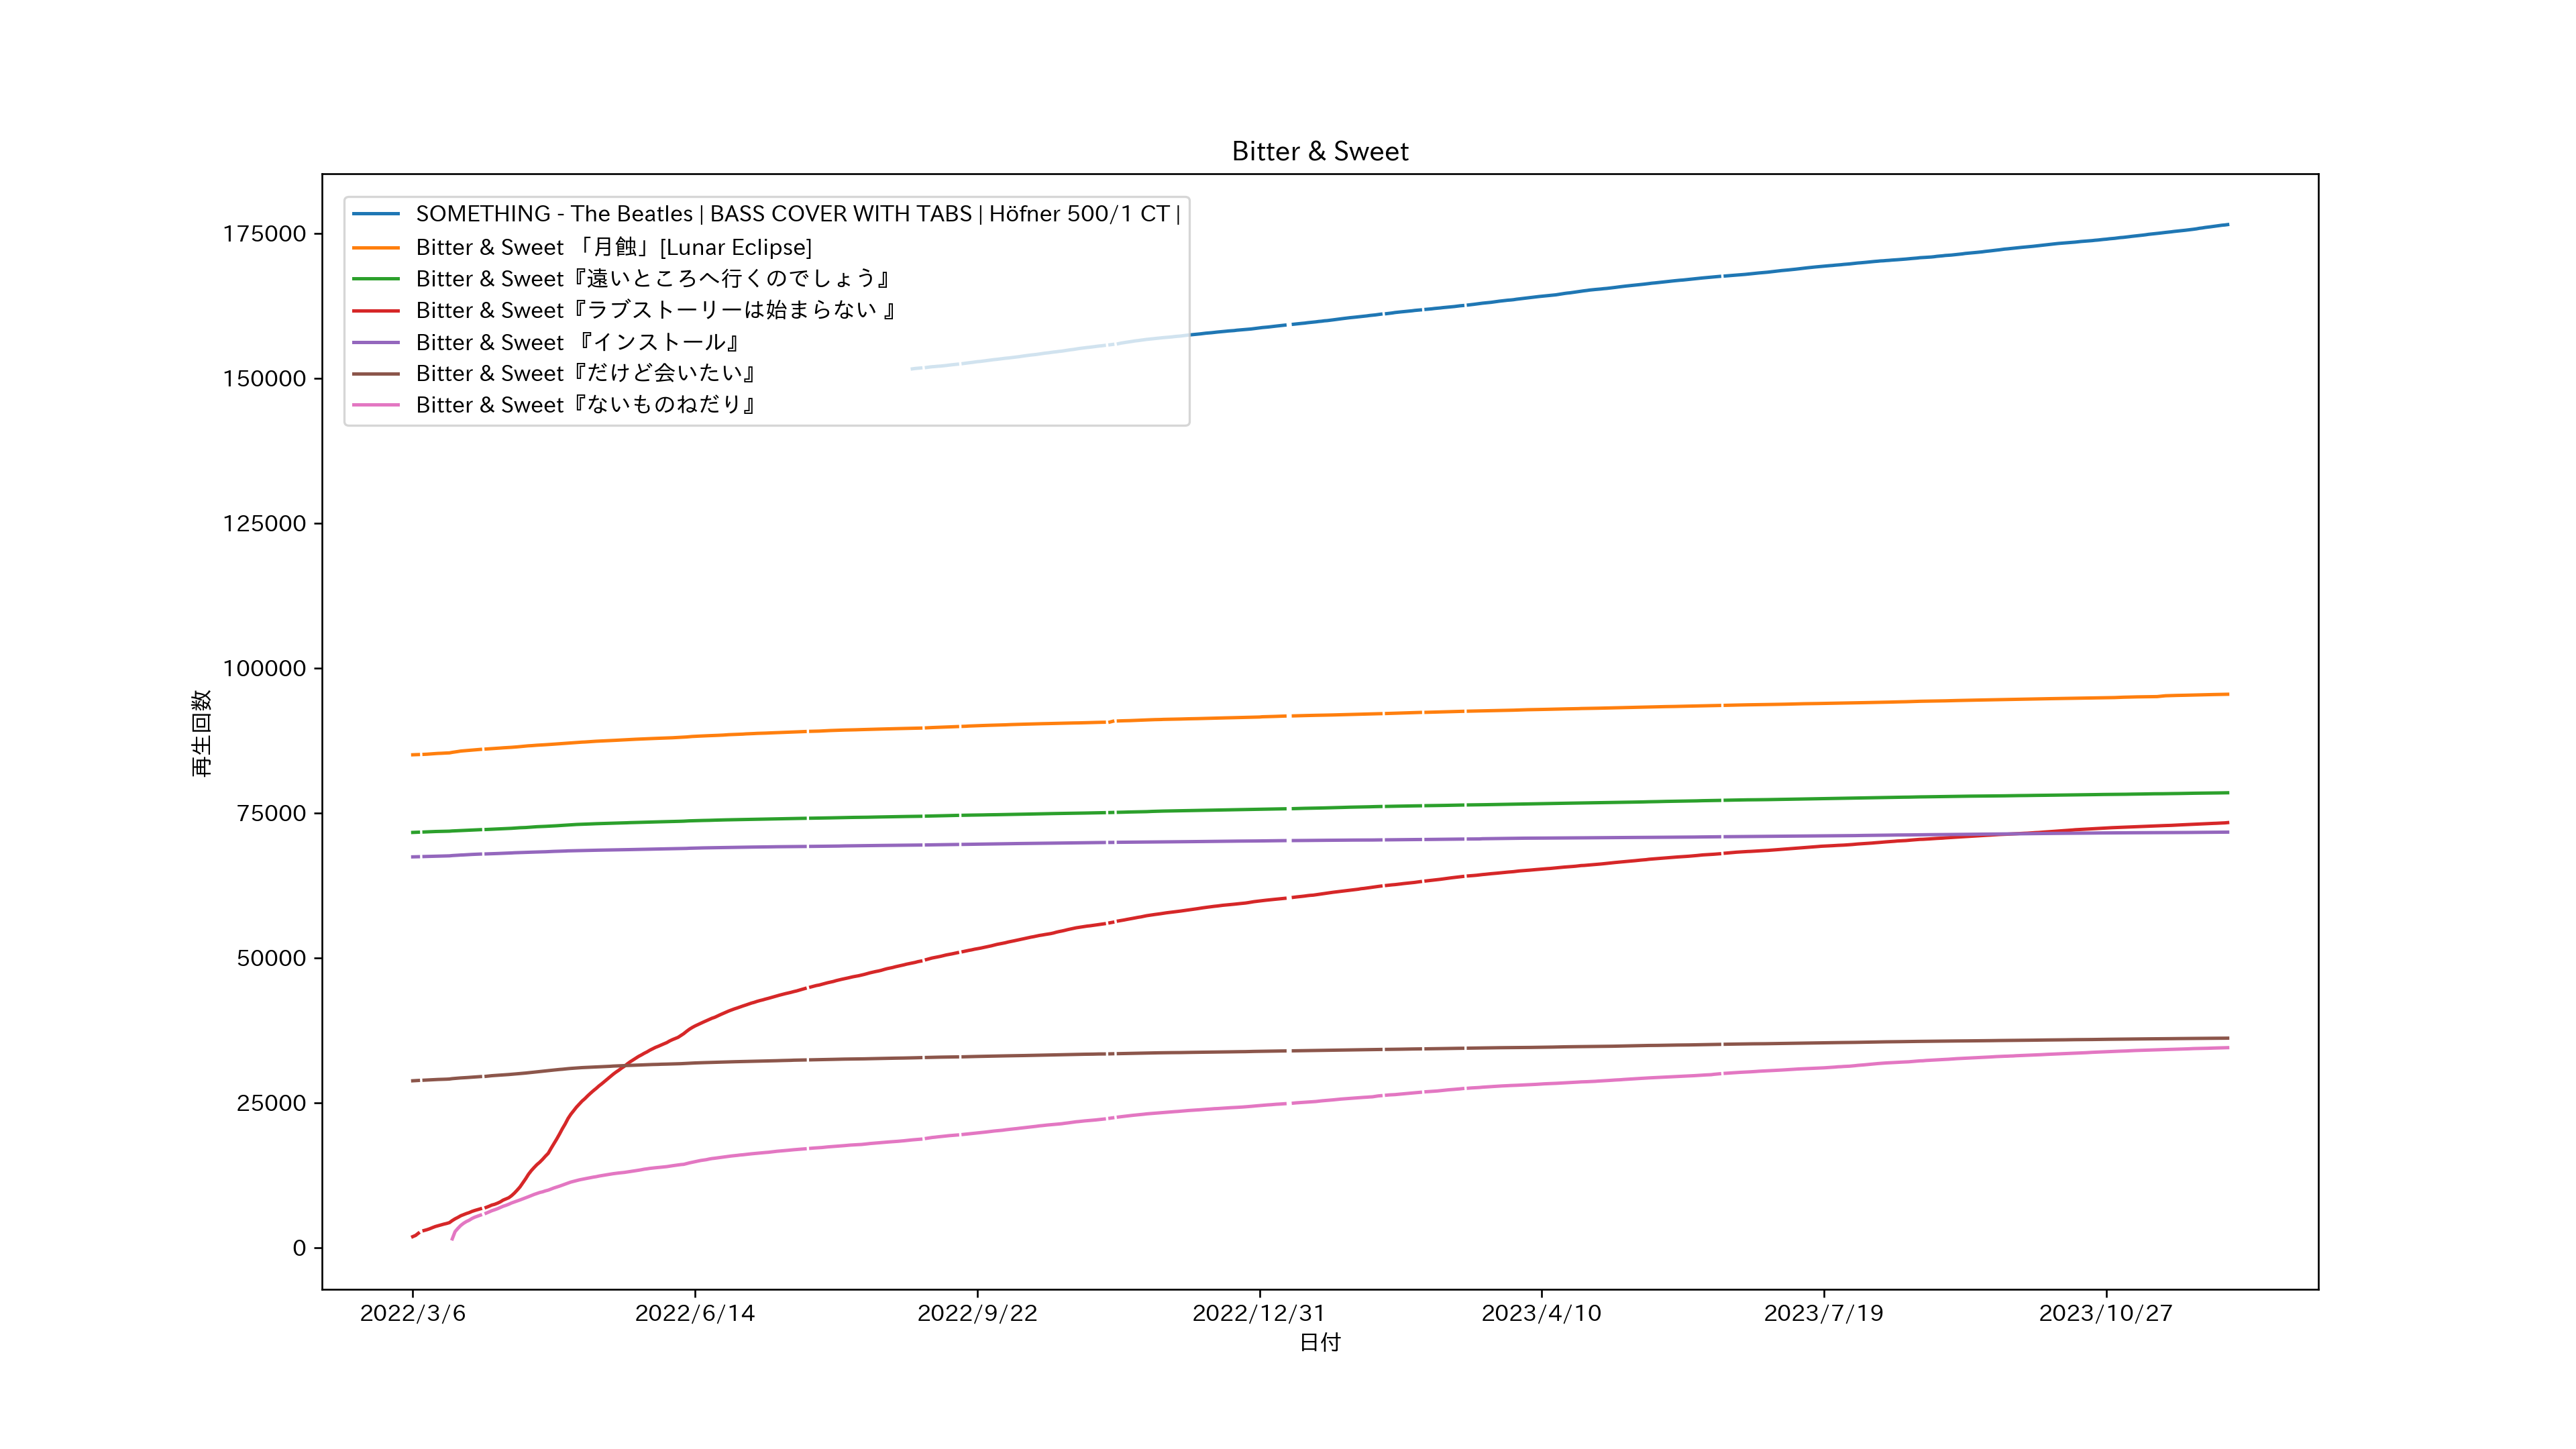 Bitter & Sweet
SOMETHING - The Beatles | BASS COVER WITH TABS | Höfner 500/1 CT |
Bitter & Sweet 「月蝕」[Lunar Eclipse]
Bitter & Sweet『遠いところへ行くのでしょう』
Bitter & Sweet『ラブストーリーは始まらない 』
Bitter & Sweet 『インストール』
Bitter & Sweet『だけど会いたい』
Bitter & Sweet『ないものねだり』
175000
150000
125000
100000
75000
50000
25000
0
再生回数
2022/3/6 2022/6/14 2022/9/22 2022/12/31 2023/4/10 2023/7/19 2023/10/27
日付